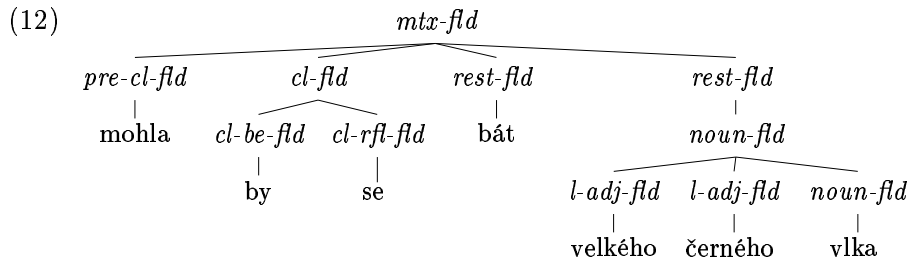 (12) mtx-fld
pre-cl-fld cl-fld rest-fld rest-fld
mohla cl-be-fld cl-rfl-fld bát noun-fld
by se l-adj-fld l-adj-fld noun-fld
velkého černého vlka